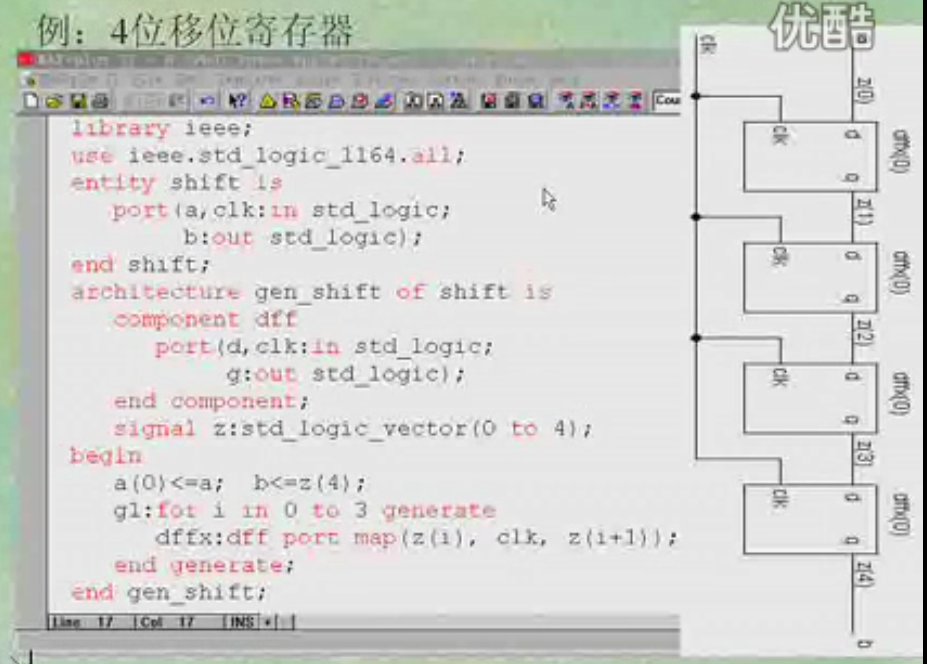 例：4位移位寄存器
优酷
library ieee;
use ieee.std_logic_1164.all;
entity shift is
port(a,clk:in std_logic;
b:out std_logic);
end shift;
architecture gen_shift of shift is
component dff
port(d,clk:in std_logic;
g:out std_logic);
end component;
signal z:std_logic_vector(0 to 4);
begin
a(0)<=a; b<=z(4);
g1:for i in 0 to 3 generate
dffx:dff port map(z(i), clk, z(i+1));
end generate;
end gen_shift;
Line 17 Col 17 INS
clk
a
z(0)
clk
d
q
dffx(0)
z(1)
clk
d
q
dffx(0)
z(2)
clk
d
q
dffx(0)
z(3)
clk
d
q
dffx(0)
z(4)
b